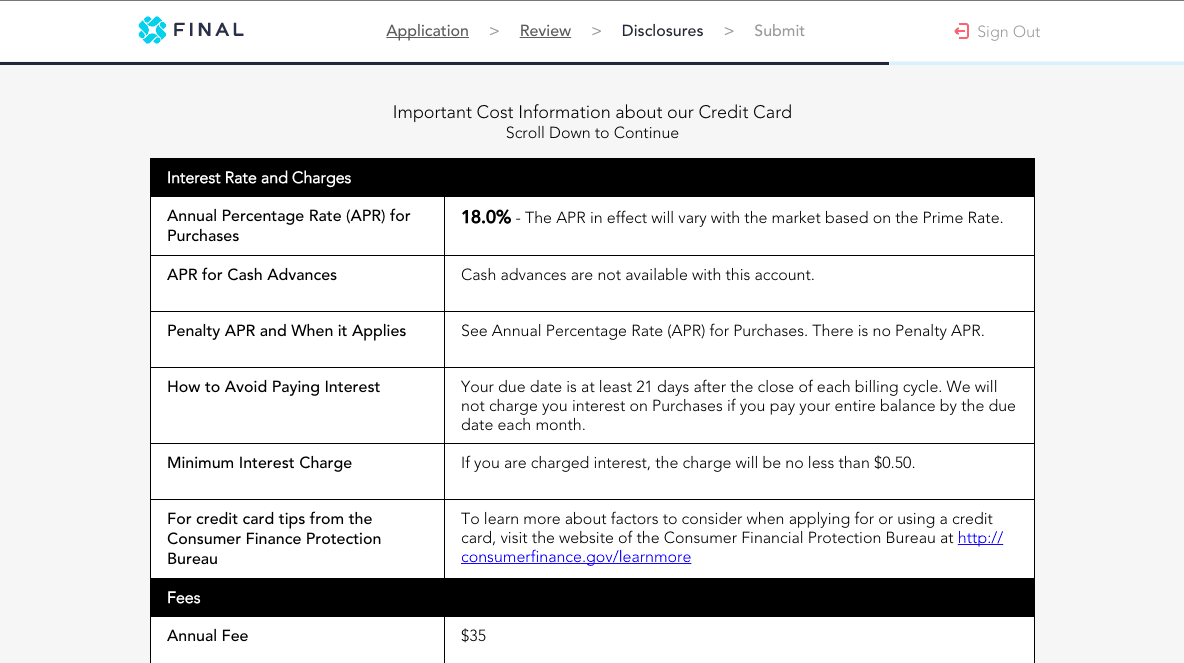 FINAL
Application > Review > Disclosures > Submit
Sign Out
Important Cost Information about our Credit Card
Scroll Down to Continue
Interest Rate and Charges
Annual Percentage Rate (APR) for
Purchases
18.0% - The APR in effect will vary with the market based on the Prime Rate.
APR for Cash Advances
Cash advances are not available with this account.
Penalty APR and When it Applies
See Annual Percentage Rate (APR) for Purchases. There is no Penalty APR.
How to Avoid Paying Interest
Your due date is at least 21 days after the close of each billing cycle. We will
not charge you interest on Purchases if you pay your entire balance by the due
date each month.
Minimum Interest Charge
If you are charged interest, the charge will be no less than $0.50.
For credit card tips from the
Consumer Finance Protection
Bureau
To learn more about factors to consider when applying for or using a credit
card, visit the website of the Consumer Financial Protection Bureau at http://
consumerfinance.gov/learnmore
Fees
Annual Fee
$35